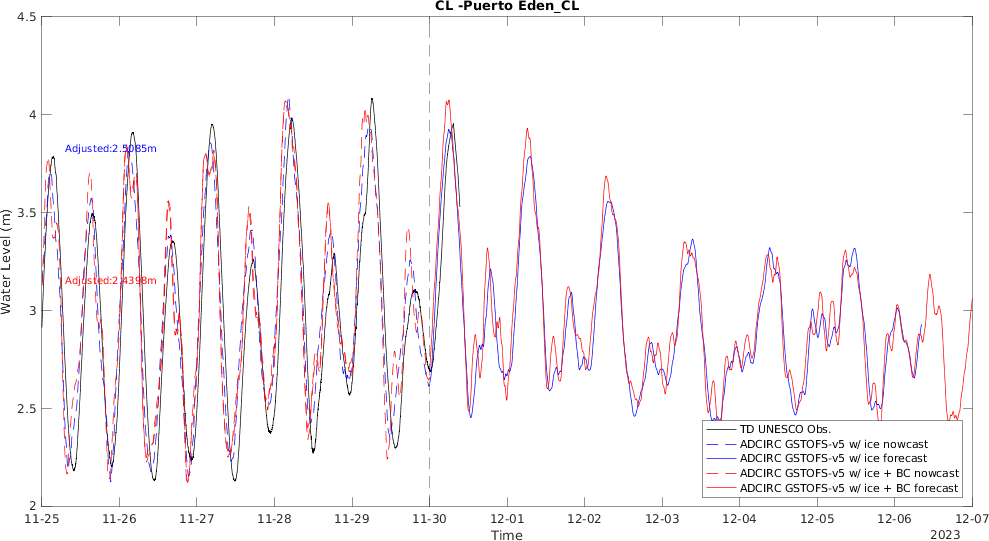 CL -Puerto Eden_CL
Water Level (m)
4.5
4
3.5
3
2.5
2
Adjusted:2.5085m
Adjusted:2.4398m
TD UNESCO Obs.
ADCIRC GSTOFS-v5 w/ ice nowcast
ADCIRC GSTOFS-v5 w/ ice forecast
ADCIRC GSTOFS-v5 w/ ice + BC nowcast
ADCIRC GSTOFS-v5 w/ ice + BC forecast
11-25 11-26 11-27 11-28 11-29 11-30 12-01 12-02 12-03 12-04 12-05 12-06 12-07
Time
2023